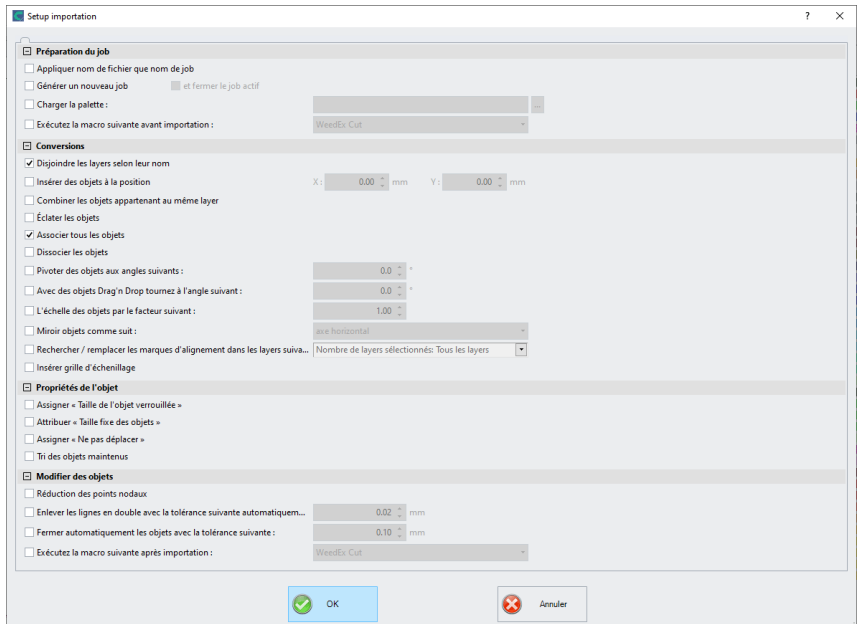 Setup importation
Préparation du job
Appliquer nom de fichier que nom de job
Générer un nouveau job et fermer le job actif
Charger la palette : ...
Exécutez la macro suivante avant importation : WeedEx Cut
Conversions
Disjoindre les layers selon leur nom
Insérer des objets à la position X : 0.00 mm Y : 0.00 mm
Combiner les objets appartenant au même layer
Éclater les objets
Associer tous les objets
Dissocier les objets
Pivoter des objets aux angles suivants : 0.0 °
Avec des objets Drag'n Drop tournez à l'angle suivant : 0.0 °
L'échelle des objets par le facteur suivant : 1.00
Miroir objets comme suit : axe horizontal
Rechercher / remplacer les marques d'alignement dans les layers suiva... Nombre de layers sélectionnés: Tous les layers
Insérer grille d'échenillage
Propriétés de l'objet
Assigner « Taille de l'objet verrouillée »
Attribuer « Taille fixe des objets »
Assigner « Ne pas déplacer »
Tri des objets maintenus
Modifier des objets
Réduction des points nodaux
Enlever les lignes en double avec la tolérance suivante automatiquem... 0.02 mm
Fermer automatiquement les objets avec la tolérance suivante : 0.10 mm
Exécutez la macro suivante après importation : WeedEx Cut
OK Annuler